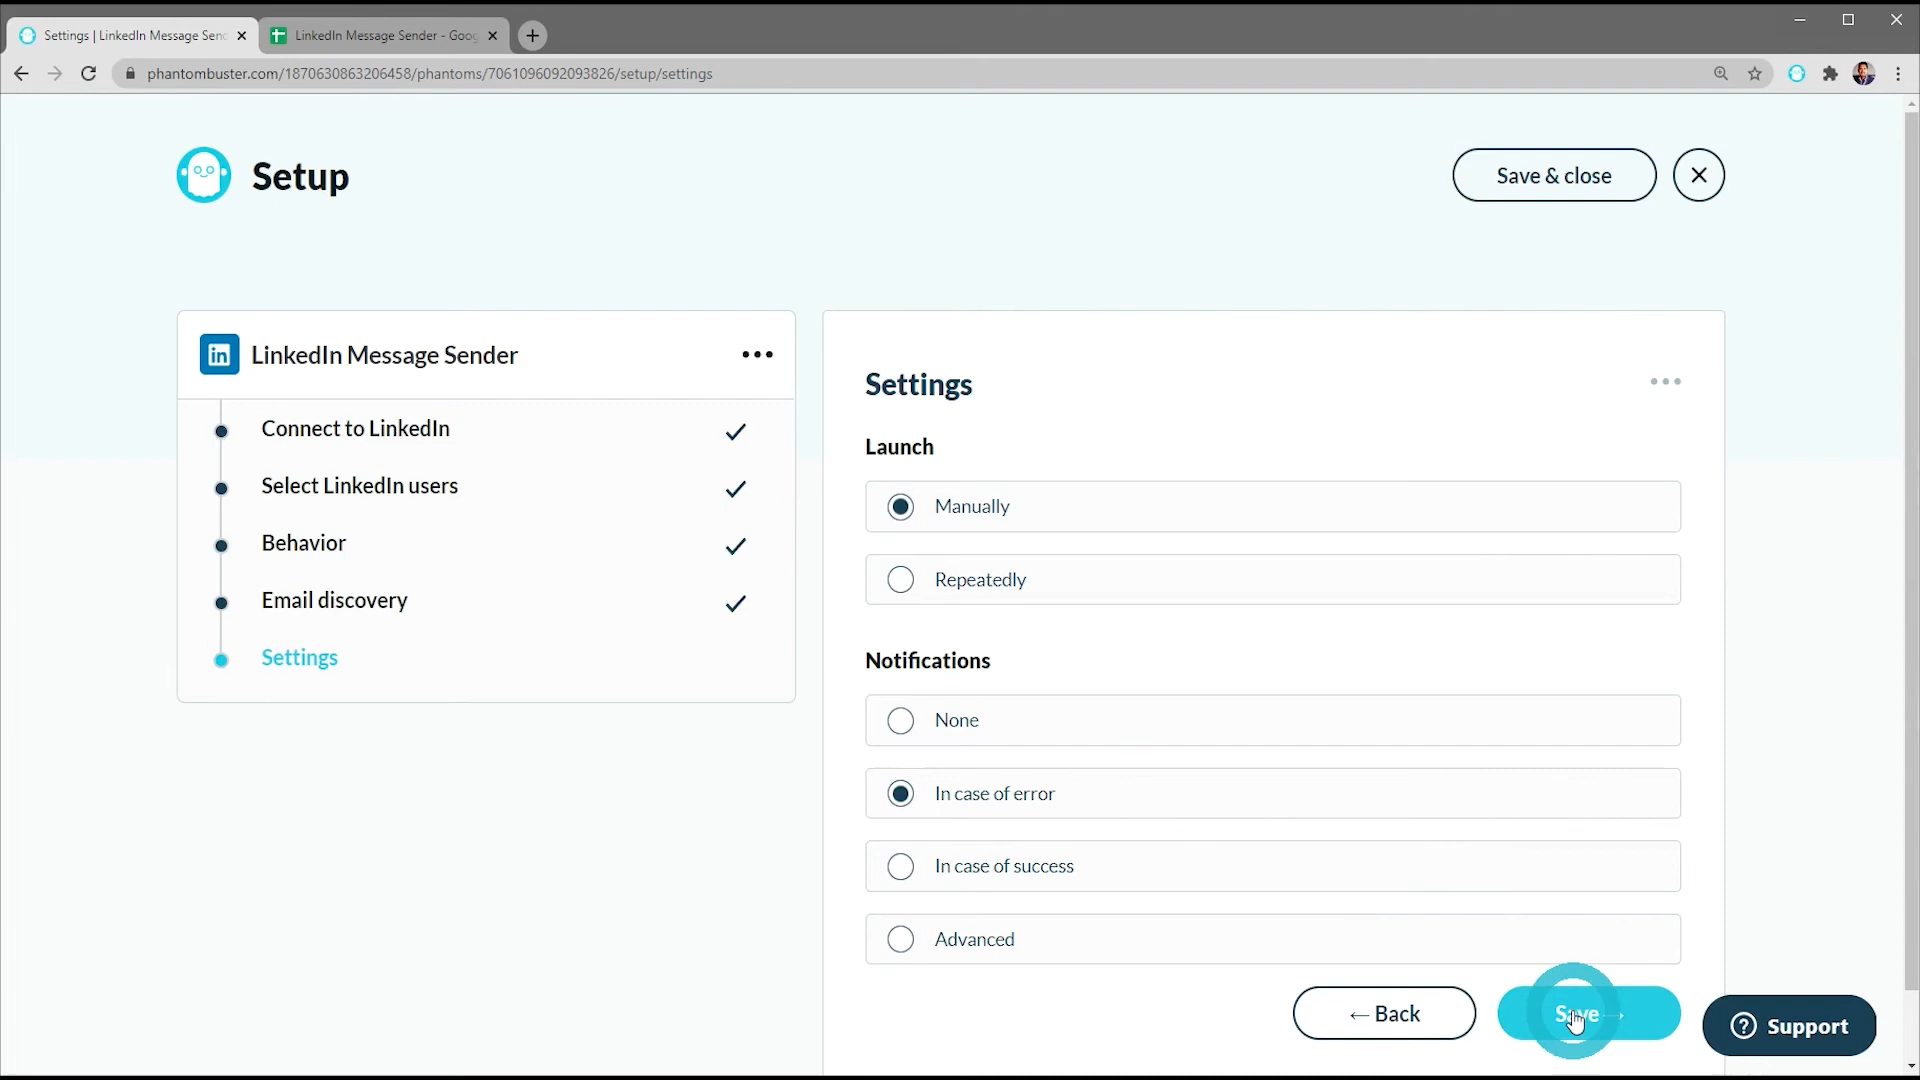 Settings | LinkedIn Message Senc
LinkedIn Message Sender - Goog
phantombuster.com/1870630863206458/phantoms/7061096092093826/setup/settings
Setup
Save & close
in
LinkedIn Message Sender
Connect to LinkedIn
Select LinkedIn users
Behavior
Email discovery
Settings
Settings
Launch
Manually
Repeatedly
Notifications
None
In case of error
In case of success
Advanced
← Back
Save →
? Support